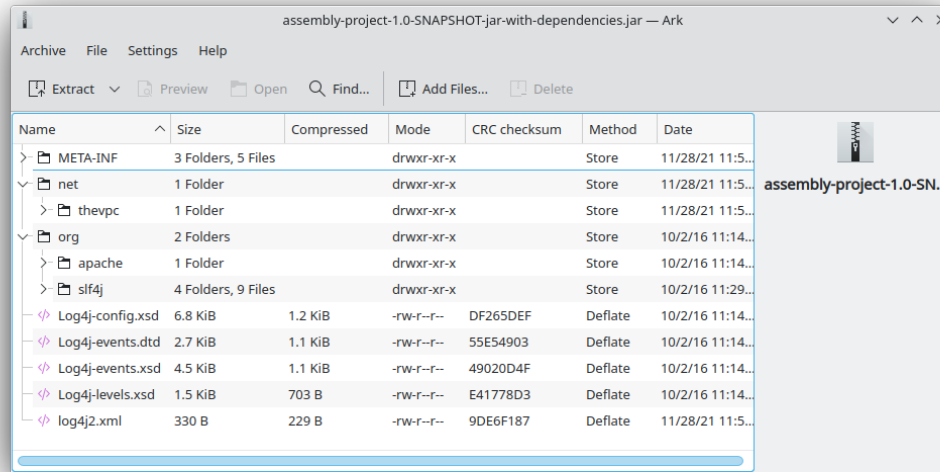 assembly-project-1.0-SNAPSHOT-jar-with-dependencies.jar — Ark
Archive File Settings Help
Extract Preview Open Find... Add Files... Delete
Name Size Compressed Mode CRC checksum Method Date
META-INF 3 Folders, 5 Files drwxr-xr-x Store 11/28/21 11:5...
net 1 Folder drwxr-xr-x Store 11/28/21 11:5...
assembly-project-1.0-SN.
thevpc 1 Folder drwxr-xr-x Store 11/28/21 11:5...
org 2 Folders drwxr-xr-x Store 10/2/16 11:14...
apache 1 Folder drwxr-xr-x Store 10/2/16 11:14...
slf4j 4 Folders, 9 Files drwxr-xr-x Store 10/2/16 11:29...
Log4j-config.xsd 6.8 KiB 1.2 KiB -rw-r--r-- DF265DEF Deflate 10/2/16 11:14...
Log4j-events.dtd 2.7 KiB 1.1 KiB -rw-r--r-- 55E54903 Deflate 10/2/16 11:14...
Log4j-events.xsd 4.5 KiB 1.1 KiB -rw-r--r-- 49020D4F Deflate 10/2/16 11:14...
Log4j-levels.xsd 1.5 KiB 703 B -rw-r--r-- E41778D3 Deflate 10/2/16 11:14...
log4j2.xml 330 B 229 B -rw-r--r-- 9DE6F187 Deflate 11/28/21 11:5...